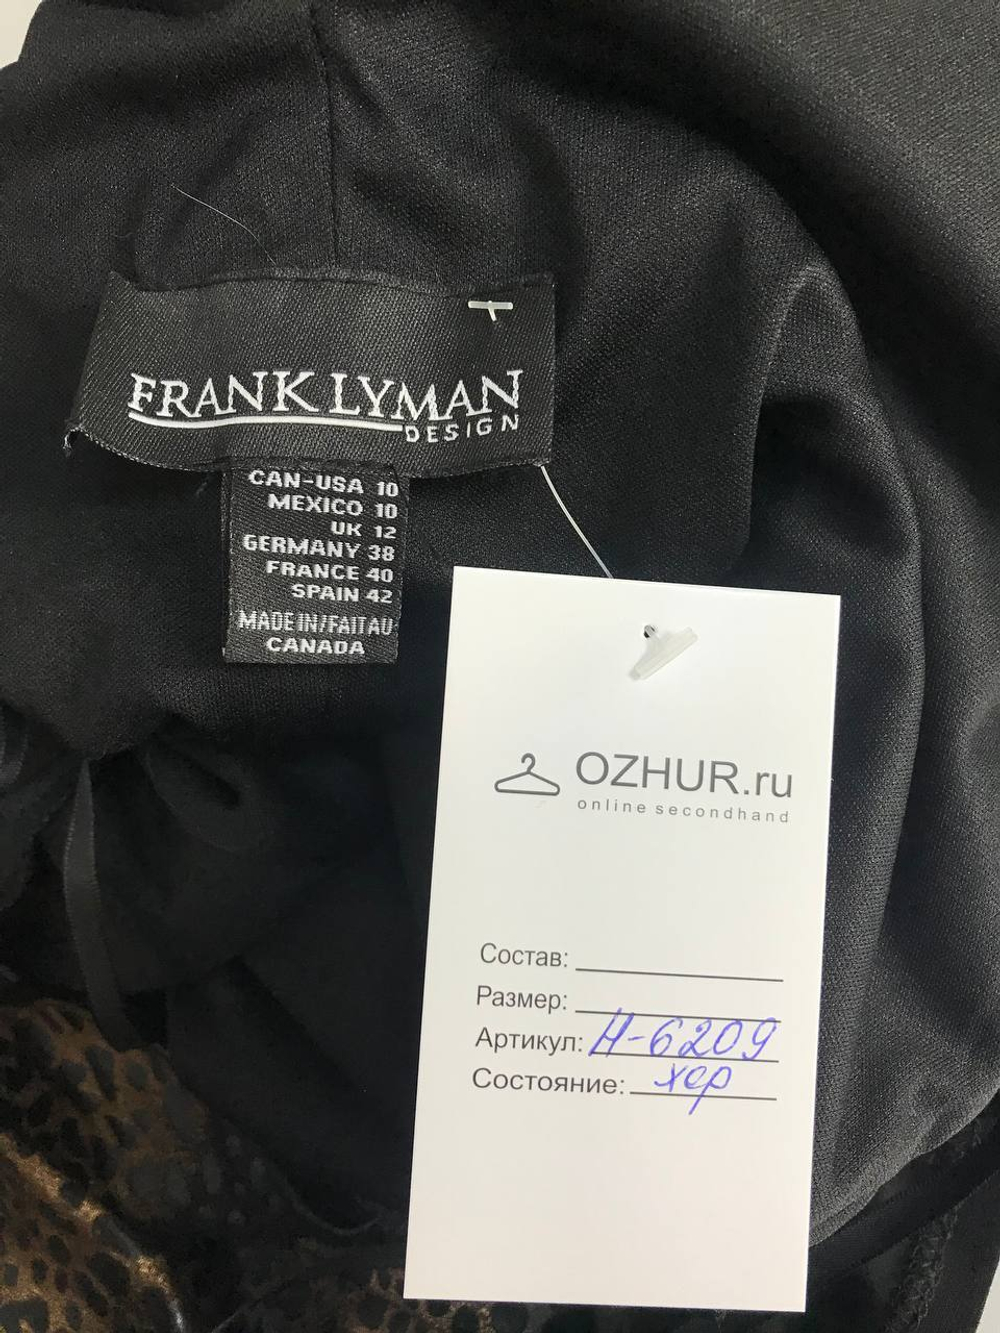 FRANK LYMAN
DESIGN
CAN-USA 10
MEXICO 10
UK 12
GERMANY 38
FRANCE 40
SPAIN 42
MADE IN/FAIT AU
CANADA
OZHUR.ru
online secondhand
Состав:
Размер:
Артикул: Н-6209
Состояние: хор